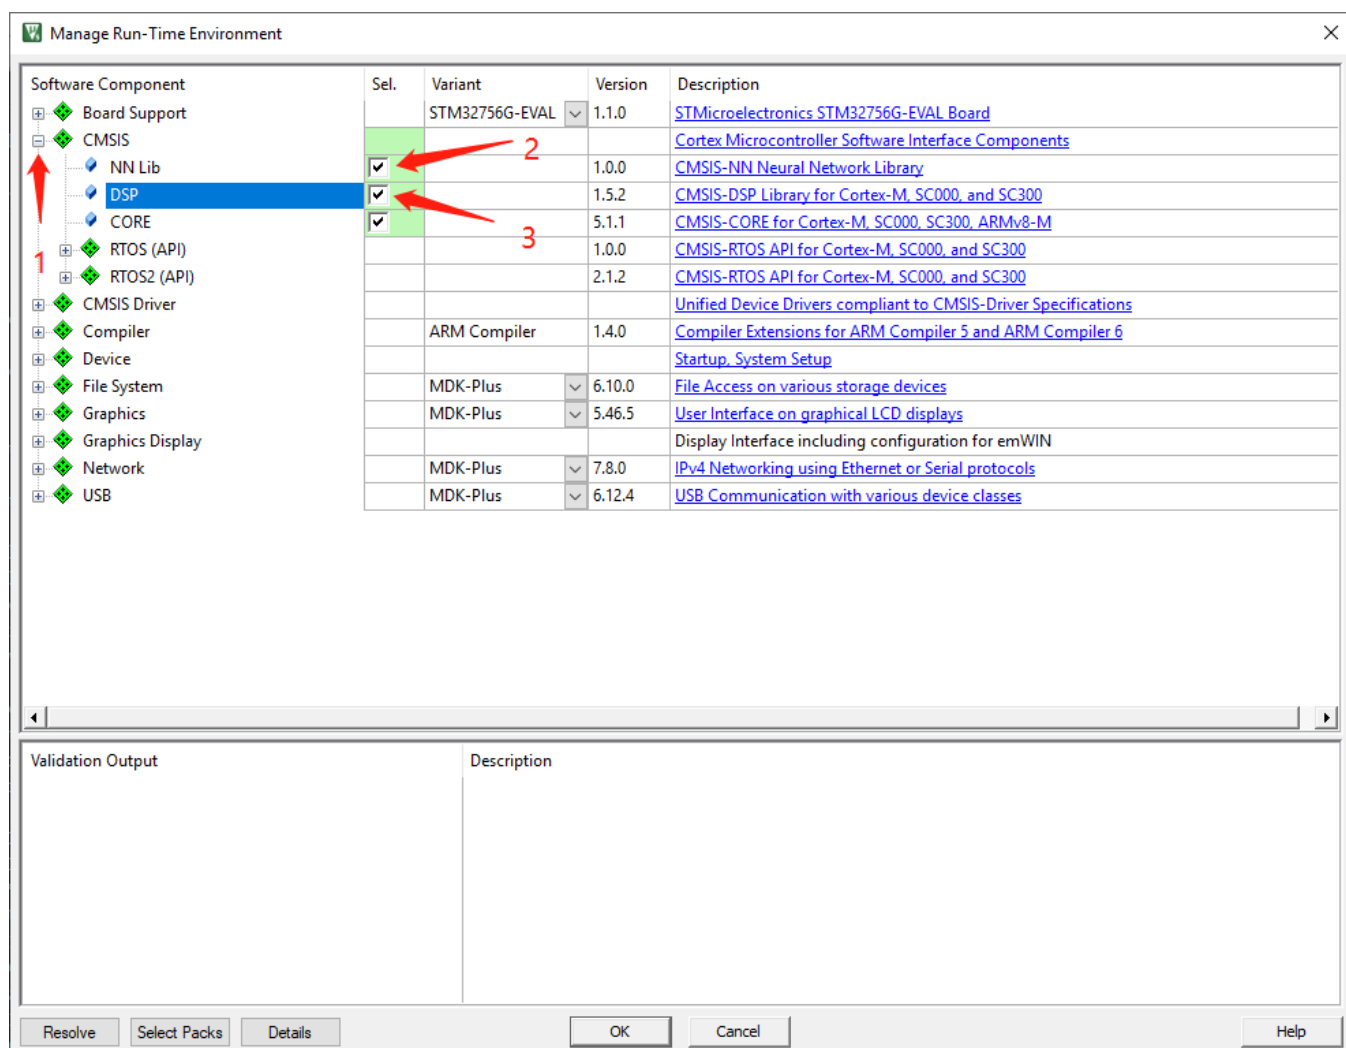 Manage Run-Time Environment
Software Component Sel. Variant Version Description
Board Support STM32756G-EVAL 1.1.0 STMicroelectronics STM32756G-EVAL Board
CMSIS Cortex Microcontroller Software Interface Components
2
NN Lib 1.0.0 CMSIS-NN Neural Network Library
DSP 1.5.2 CMSIS-DSP Library for Cortex-M, SC000, and SC300
CORE 5.1.1 CMSIS-CORE for Cortex-M, SC000, SC300, ARMv8-M
3
RTOS (API) 1.0.0 CMSIS-RTOS API for Cortex-M, SC000, and SC300
1
RTOS2 (API) 2.1.2 CMSIS-RTOS API for Cortex-M, SC000, and SC300
CMSIS Driver Unified Device Drivers compliant to CMSIS-Driver Specifications
Compiler ARM Compiler 1.4.0 Compiler Extensions for ARM Compiler 5 and ARM Compiler 6
Device Startup, System Setup
File System MDK-Plus 6.10.0 File Access on various storage devices
Graphics MDK-Plus 5.46.5 User Interface on graphical LCD displays
Graphics Display Display Interface including configuration for emWIN
Network MDK-Plus 7.8.0 IPv4 Networking using Ethernet or Serial protocols
USB MDK-Plus 6.12.4 USB Communication with various device classes
Validation Output Description
Resolve Select Packs Details OK Cancel Help